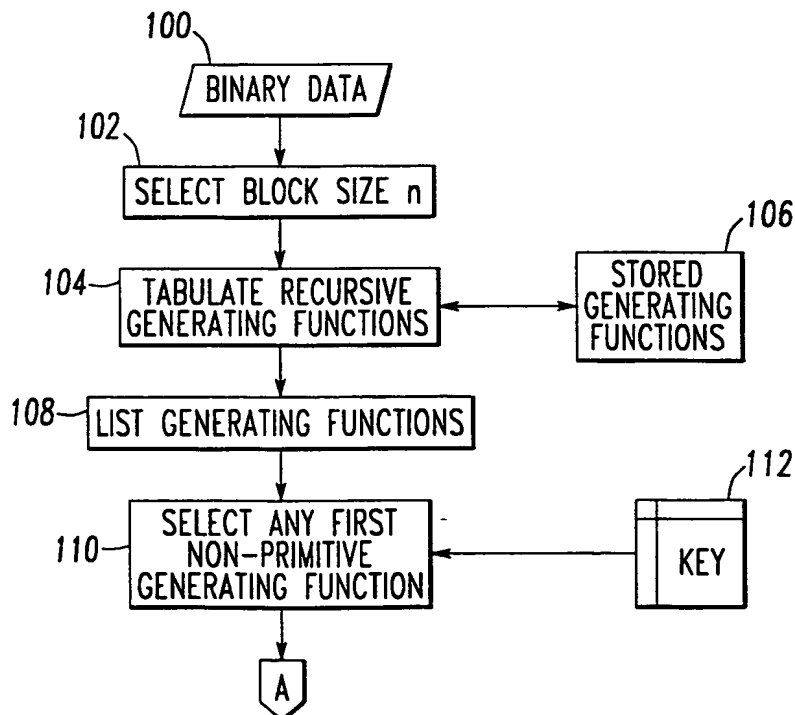 100
BINARY DATA
102
SELECT BLOCK SIZE n
106
104
TABULATE RECURSIVE
GENERATING FUNCTIONS
STORED
GENERATING
FUNCTIONS
108
LIST GENERATING FUNCTIONS
112
110
SELECT ANY FIRST
NON-PRIMITIVE
GENERATING FUNCTION
KEY
A